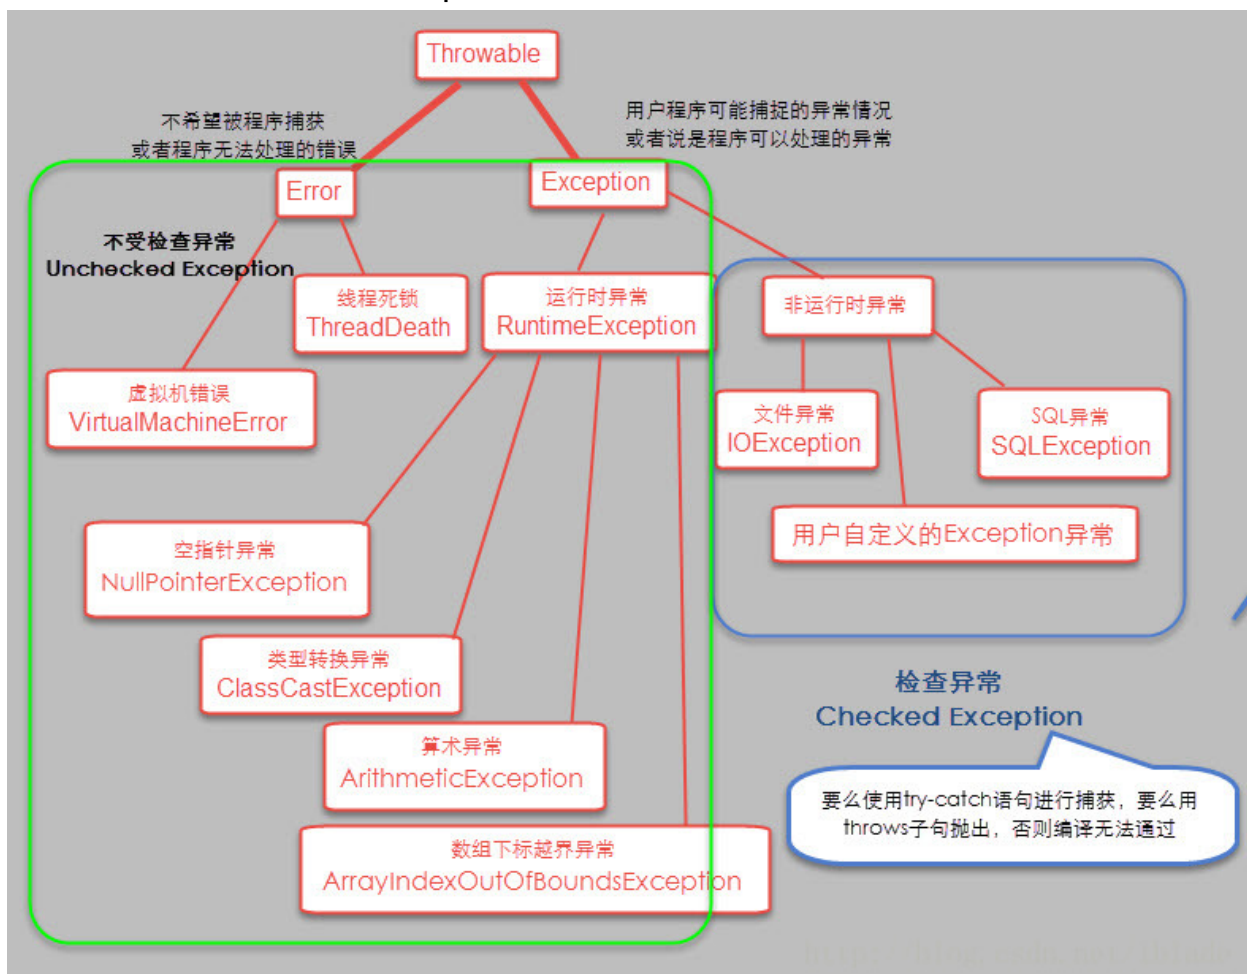 Throwable
不希望被程序捕获
或者程序无法处理的错误
用户程序可能捕捉的异常情况
或者说是程序可以处理的异常
Error
Exception
不受检查异常
Unchecked Exception
线程死锁
ThreadDeath
运行时异常
RuntimeException
非运行时异常
虚拟机错误
VirtualMachineError
文件异常
IOException
SQL异常
SQLException
用户自定义的Exception异常
空指针异常
NullPointerException
类型转换异常
ClassCastException
检查异常
Checked Exception
算术异常
ArithmeticException
要么使用try-catch语句进行捕获，要么用
throws子句抛出，否则编译无法通过
数组下标越界异常
ArrayIndexOutOfBoundsException